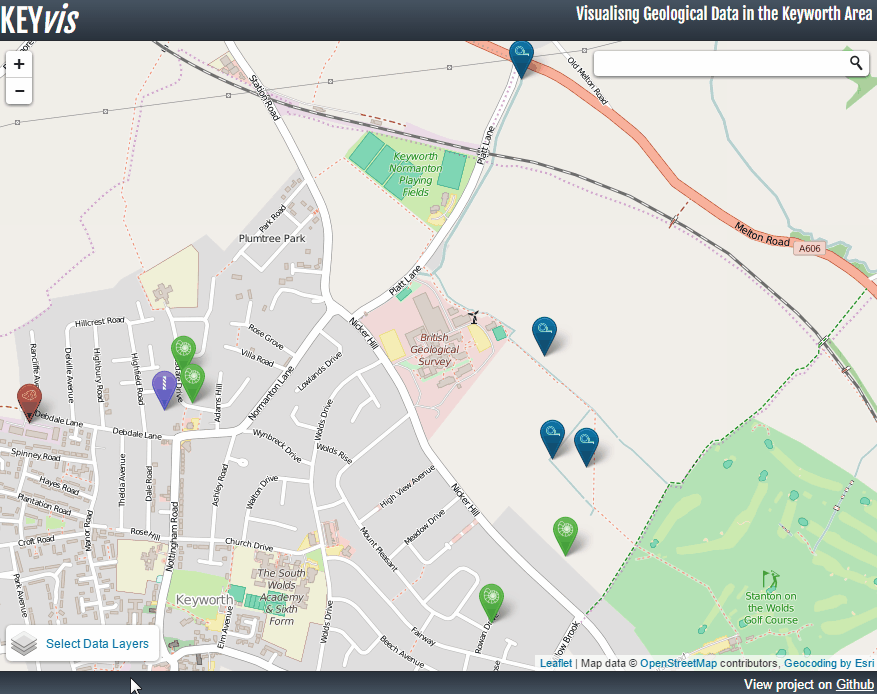 KEYvis
Visualisng Geological Data in the Keyworth Area
+
−
Station Road
Old Melton Road
Platt Lane
Keyworth
Normanton
Playing
Fields
Park Road
Plumtree Park
Melton Road
A606
Platt Lane
Hillcrest Road
Nicker Hill
British
Geological
Survey
Rose Grove
Villa Road
Lowlands Drive
Normanton Lane
Delville Avenue
Highbury Road
Highfield Road
Adams Hill
Debdale Lane
Debdale Lane
Wolds Drive
Wynbreck Drive
Wolds Rise
Spinney Road
Hayes Road
Plantation Road
Thelda Avenue
Dale Road
Ashley Road
Walton Drive
High View Avenue
Nicker Hill
Meadow Drive
Mount Pleasant
Croft Road
Manor Road
Rose Hill
Nottingham Road
Church Drive
The South
Wolds
Academy
& Sixth
Form
Park Avenue
Keyworth
Elm Avenue
Wolds Drive
Fairway
Beech Avenue
Stanton on
the Wolds
Golf Course
Select Data Layers
Leaflet | Map data © OpenStreetMap contributors, Geocoding by Esri
View project on Github